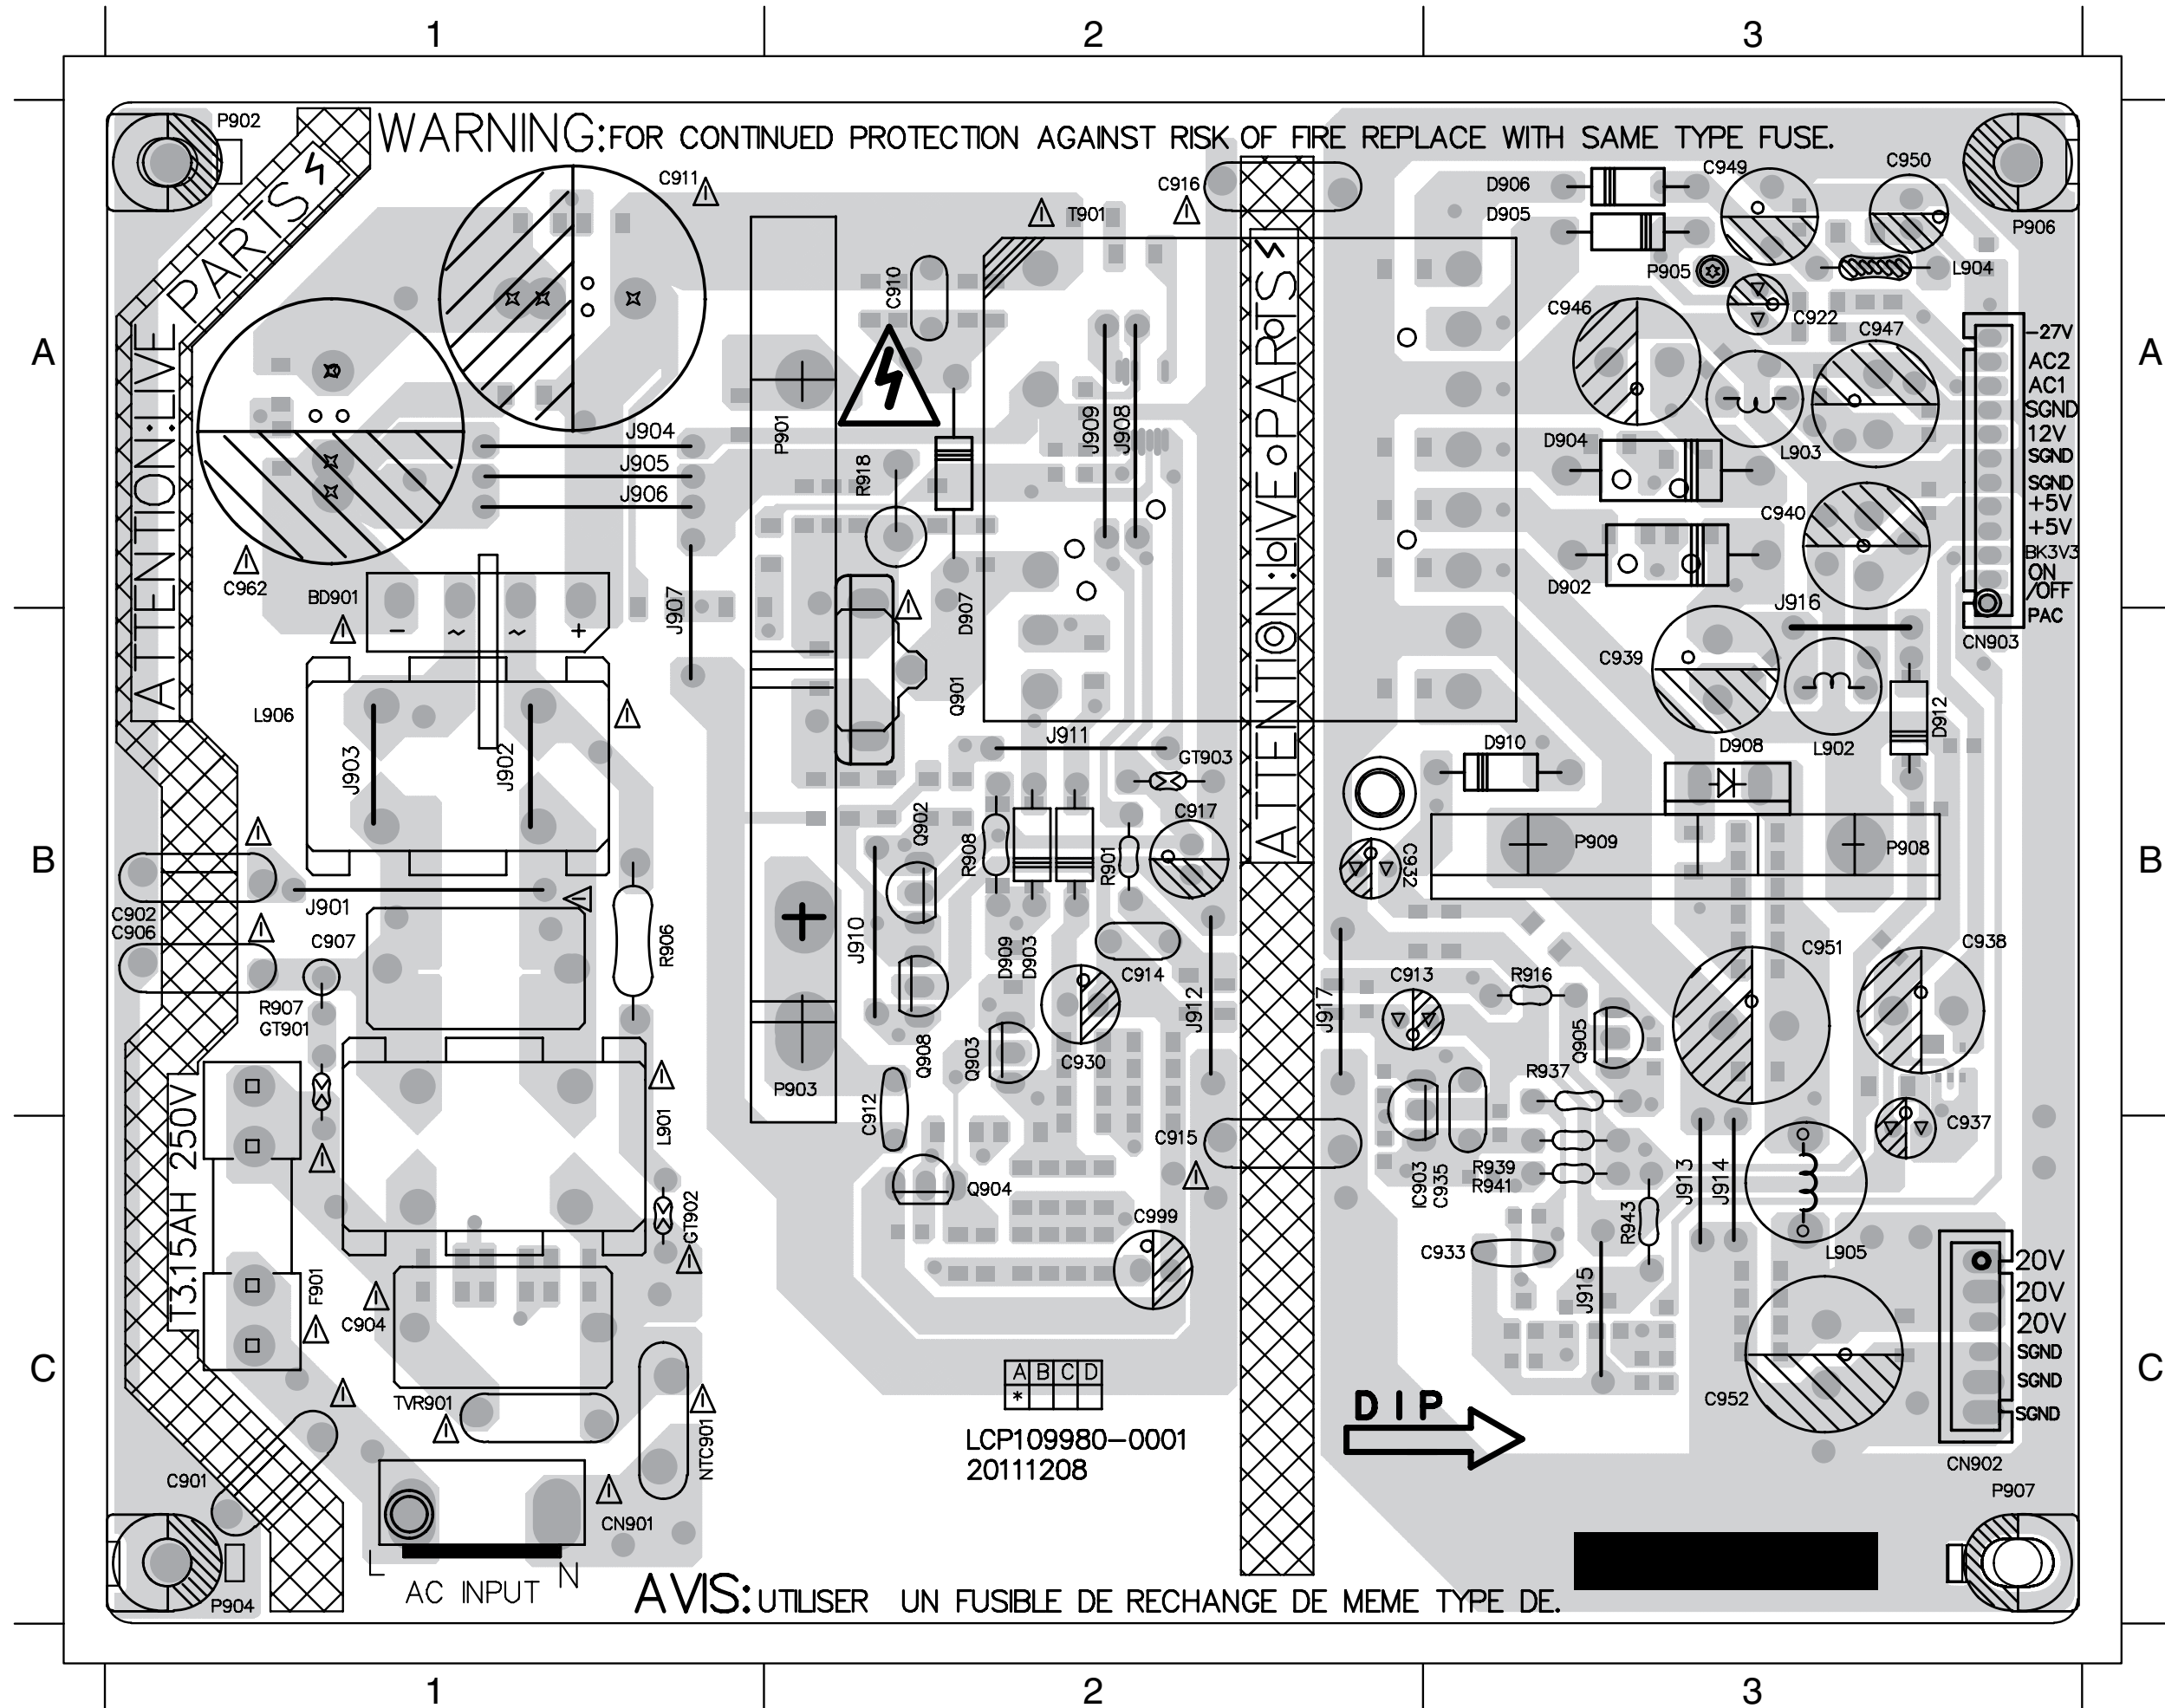 1 2 3
P902
WARNING: FOR CONTINUED PROTECTION AGAINST RISK OF FIRE REPLACE WITH SAME TYPE FUSE.
C911
C916
T901
D906
C949
C950
D905
P906
P905
L904
C910
C946
C922
C947
A
A
ATTENTION:LIVE PARTS
ATTENTION:LIVE PARTS
-27V
AC2
AC1
SGND
12V
SGND
SGND
+5V
+5V
BK3V3
ON
/OFF
PAC
CN903
J904
J905
J906
P901
J909
J908
R918
D904
L903
C940
C962
BD901
- ~ ~ +
J907
D907
D902
J916
L906
Q901
C939
J903
J902
J911
GT903
D910
D908
L902
D912
B
B
Q902
R908
R901
C917
C932
P909
P908
C902
C906
J901
C907
R906
J910
D909
D903
C914
J912
J917
C913
R916
C951
C938
R907
GT901
Q908
Q903
C930
Q905
P903
R937
T3.15AH 250V
C912
L901
C915
IC903
C935
R939
R941
J913
J914
C937
Q904
GT902
C999
C933
R943
L905
F901
C904
J915
20V
20V
20V
SGND
SGND
SGND
C
C
A B C D
*
TVR901
NTC901
DIP
C952
LCP109980-0001
20111208
C901
CN901
CN902
P907
L
N
AC INPUT
P904
AVIS: UTILISER UN FUSIBLE DE RECHANGE DE MEME TYPE DE.
1 2 3